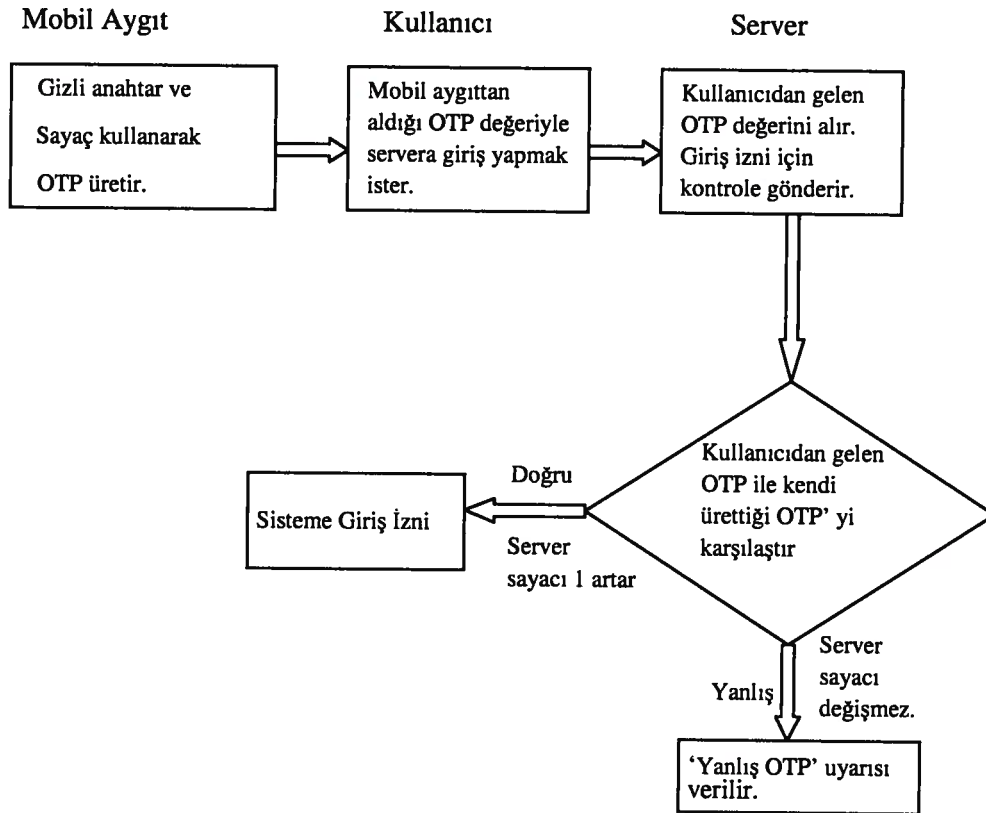 Mobil Aygıt
Kullanıcı
Server
Gizli anahtar ve
Sayaç kullanarak
OTP üretir.
Mobil aygıttan
aldığı OTP değeriyle
servera giriş yapmak
ister.
Kullanıcıdan gelen
OTP değerini alır.
Giriş izni için
kontrole gönderir.
Kullanıcıdan gelen
OTP ile kendi
ürettiği OTP' yi
karşılaştır
Doğru
Server
sayacı 1 artar
Sisteme Giriş İzni
Yanlış
Server
sayacı
değişmez.
‘Yanlış OTP’ uyarısı
verilir.